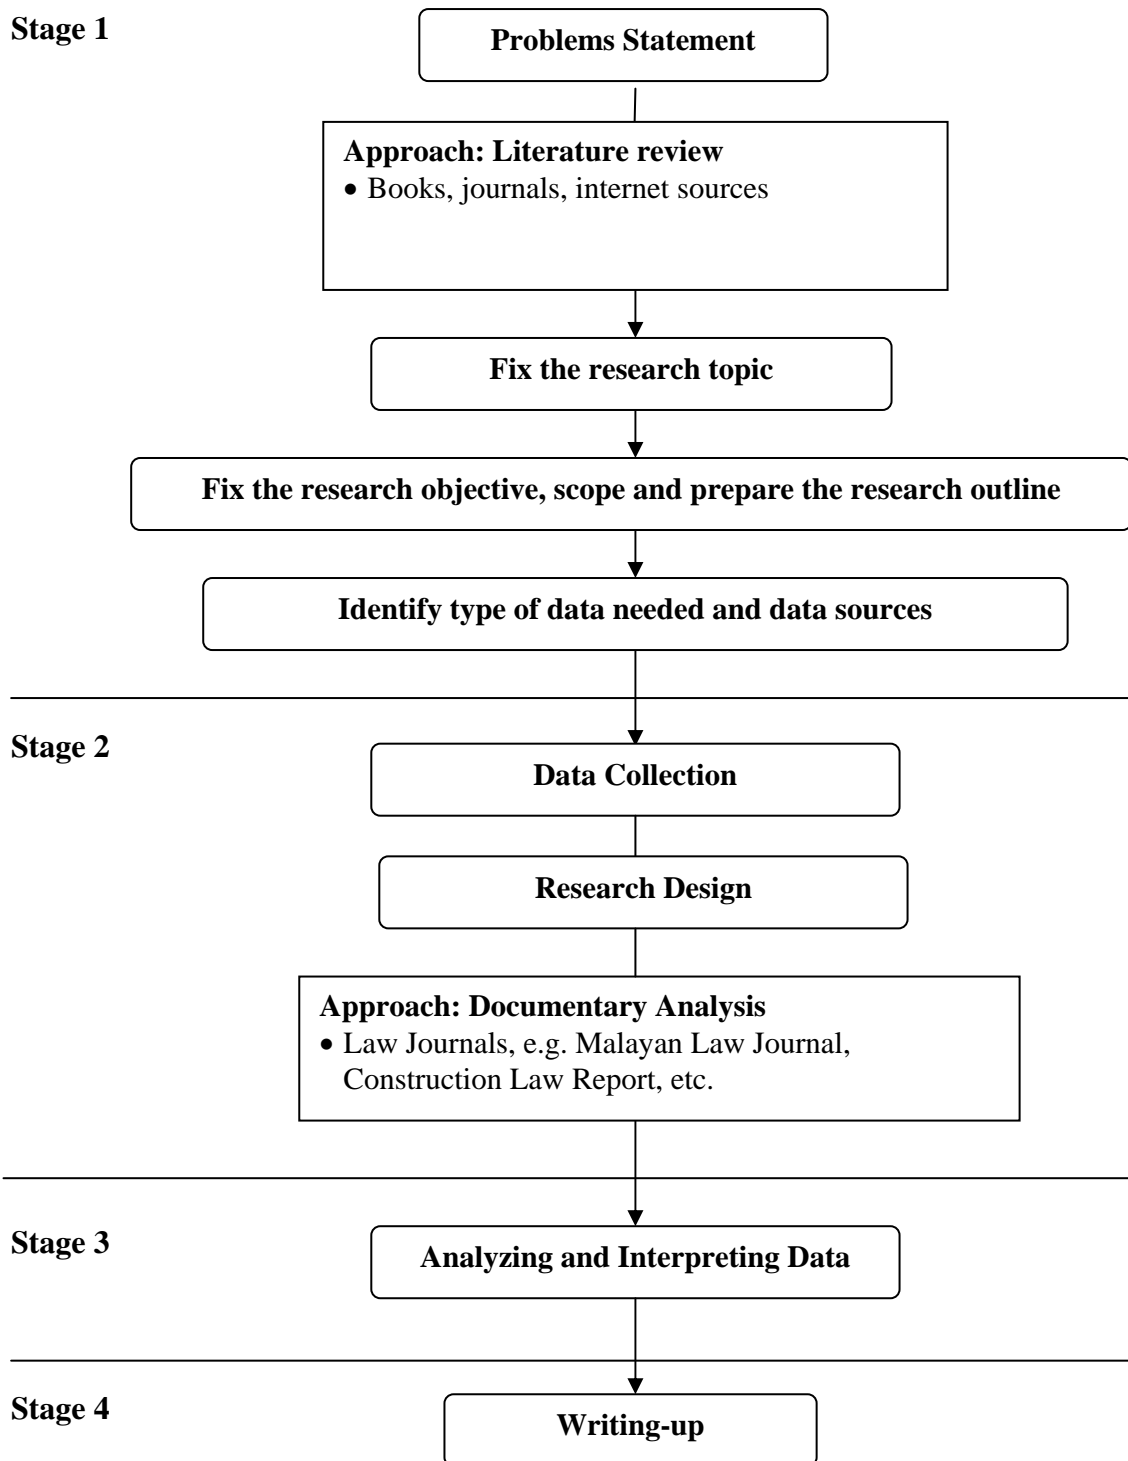 Stage 1
Problems Statement
Approach: Literature review
• Books, journals, internet sources
Fix the research topic
Fix the research objective, scope and prepare the research outline
Identify type of data needed and data sources
Stage 2
Data Collection
Research Design
Approach: Documentary Analysis
• Law Journals, e.g. Malayan Law Journal,
Construction Law Report, etc.
Stage 3
Analyzing and Interpreting Data
Stage 4
Writing-up